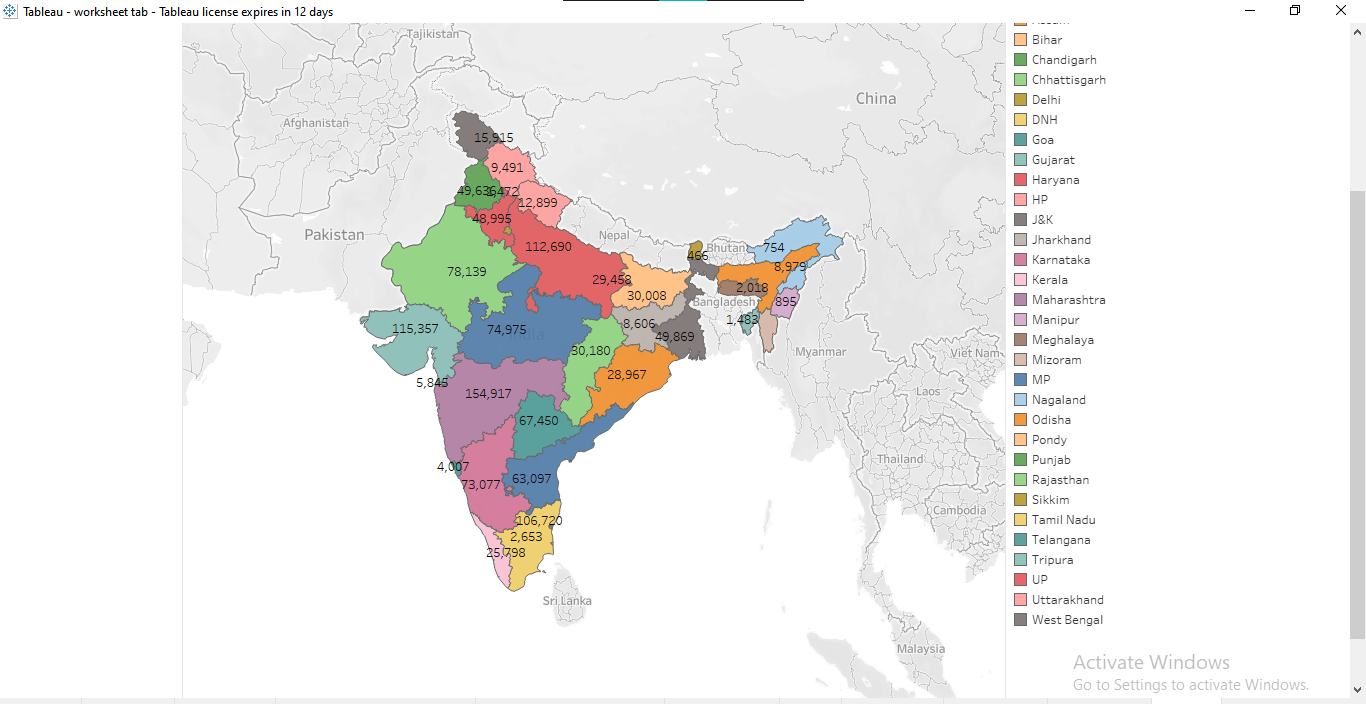 Tableau - worksheet tab - Tableau license expires in 12 days
Tajikistan
China
Afghanistan
15,915
9,491
49,636
12,899
Pakistan
48,995
Nepal
112,690
Bhutan
754
466
78,139
8,979
29,458
2,018
30,008
Bangladesh
895
115,357
74,975
India
8,606
1,483
49,869
Myanmar
Viet Nam
30,180
5,845
28,967
Laos
154,917
67,450
Thailand
4,007
63,097
73,077
Cambodia
106,720
2,653
25,798
Sri Lanka
Malaysia
Assam
Bihar
Chandigarh
Chhattisgarh
Delhi
DNH
Goa
Gujarat
Haryana
HP
J&K
Jharkhand
Karnataka
Kerala
Maharashtra
Manipur
Meghalaya
Mizoram
MP
Nagaland
Odisha
Pondy
Punjab
Rajasthan
Sikkim
Tamil Nadu
Telangana
Tripura
UP
Uttarakhand
West Bengal
Activate Windows
Go to Settings to activate Windows.